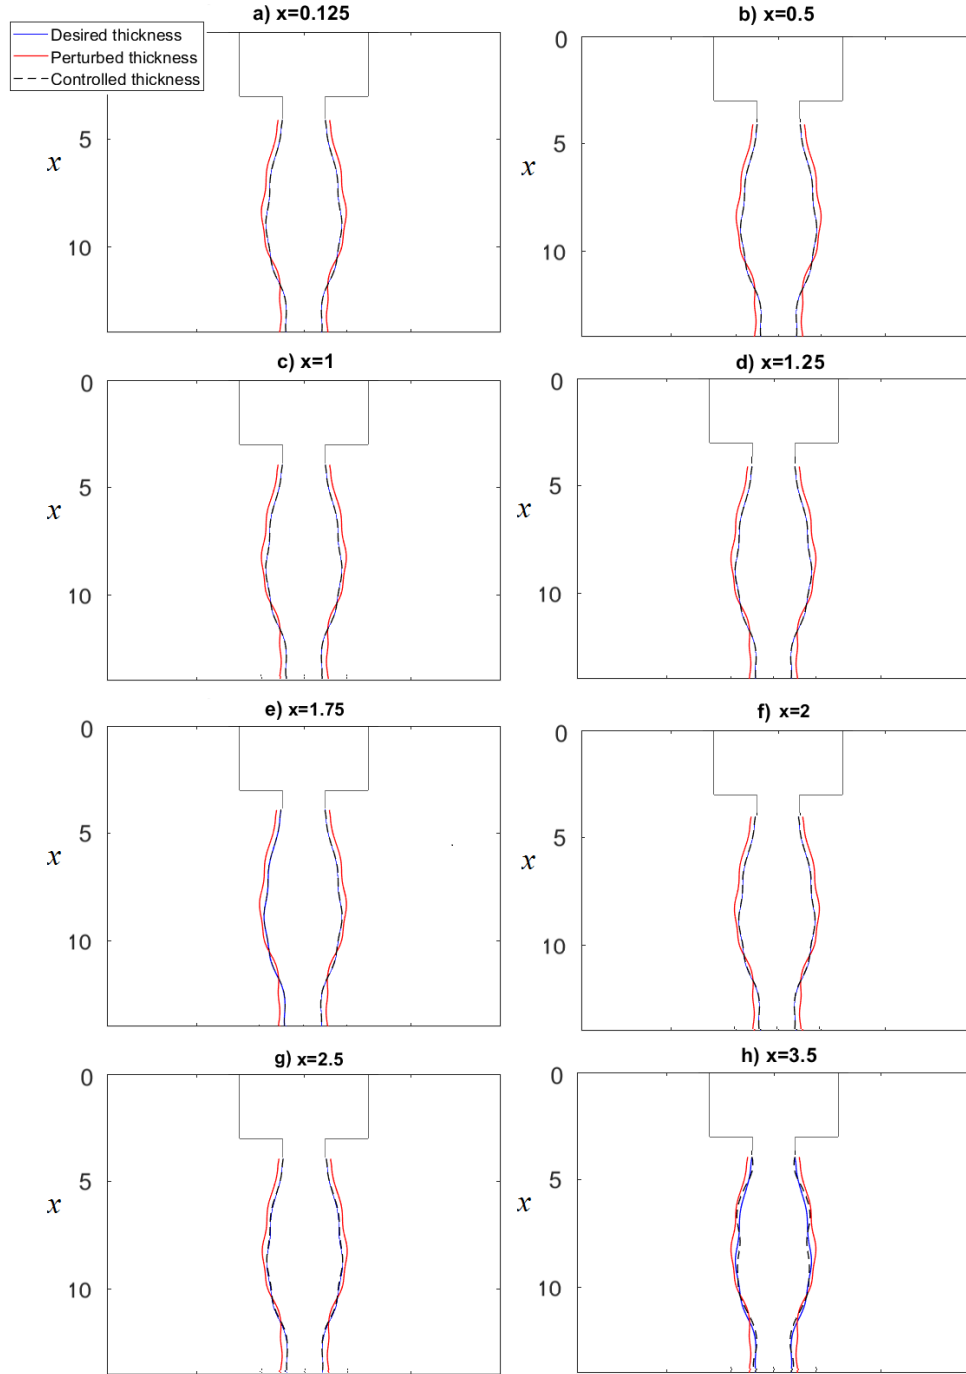 a) x=0.125
Desired thickness
Perturbed thickness
Controlled thickness
5
x
10
b) x=0.5
0
5
x
10
c) x=1
0
5
x
10
d) x=1.25
0
5
x
10
e) x=1.75
0
5
x
10
f) x=2
0
5
x
10
g) x=2.5
0
5
x
10
h) x=3.5
0
5
x
10